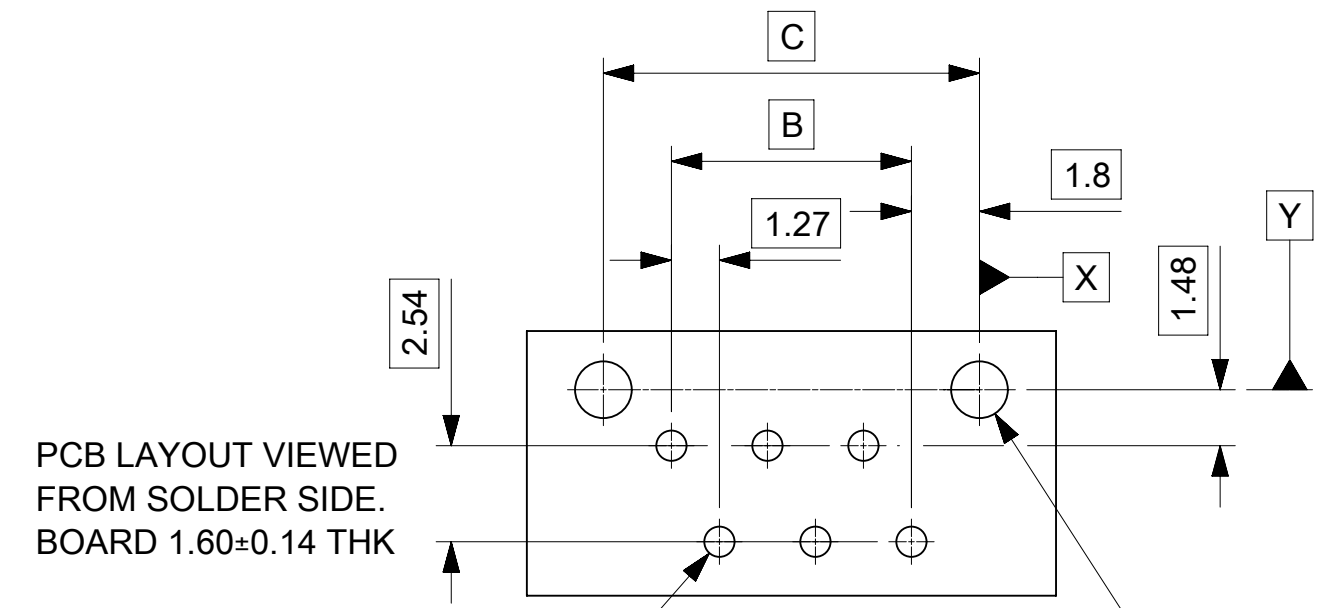 C
B
1.8
1.27
Y
X
1.48
2.54
PCB LAYOUT VIEWED
FROM SOLDER SIDE.
BOARD 1.60±0.14 THK